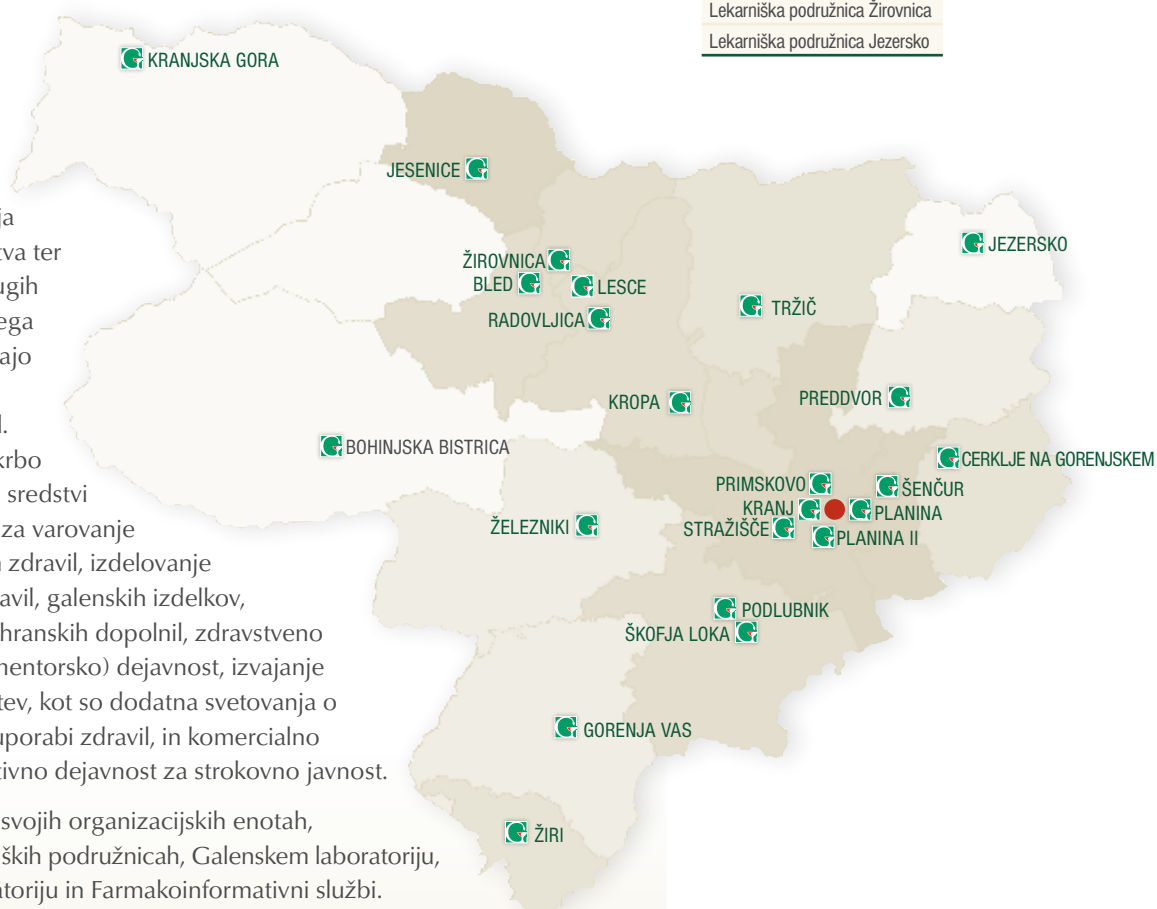 Lekarniška podružnica Žirovnica
Lekarniška podružnica Jezersko
KRANJSKA GORA
JESENICE
JEZERSKO
ŽIROVNICA
BLED
LESCE
RADOVLJICA
TRŽIČ
KROPA
PREDDVOR
BOHINJSKA BISTRICA
CERKLJE NA GORENJSKEM
PRIMSKOVO
ŠENČUR
KRANJ
PLANINA
STRAŽIŠČE
ŽELEZNIKI
PLANINA II
PODLUBNIK
ŠKOFJA LOKA
GORENJA VAS
ŽIRI
ja
tva ter
ugih
ega
ajo
l.
krbo
sredstvi
za varovanje
zdravil, izdelovanje
avil, galenskih izdelkov,
hranskih dopolnil, zdravstveno
mentorsko) dejavnost, izvajanje
tev, kot so dodatna svetovanja o
uporabi zdravil, in komercialno
tivno dejavnost za strokovno javnost.
svojih organizacijskih enotah,
ških podružnicah, Galenskem laboratoriju,
atoriju in Farmakoinformativni službi.